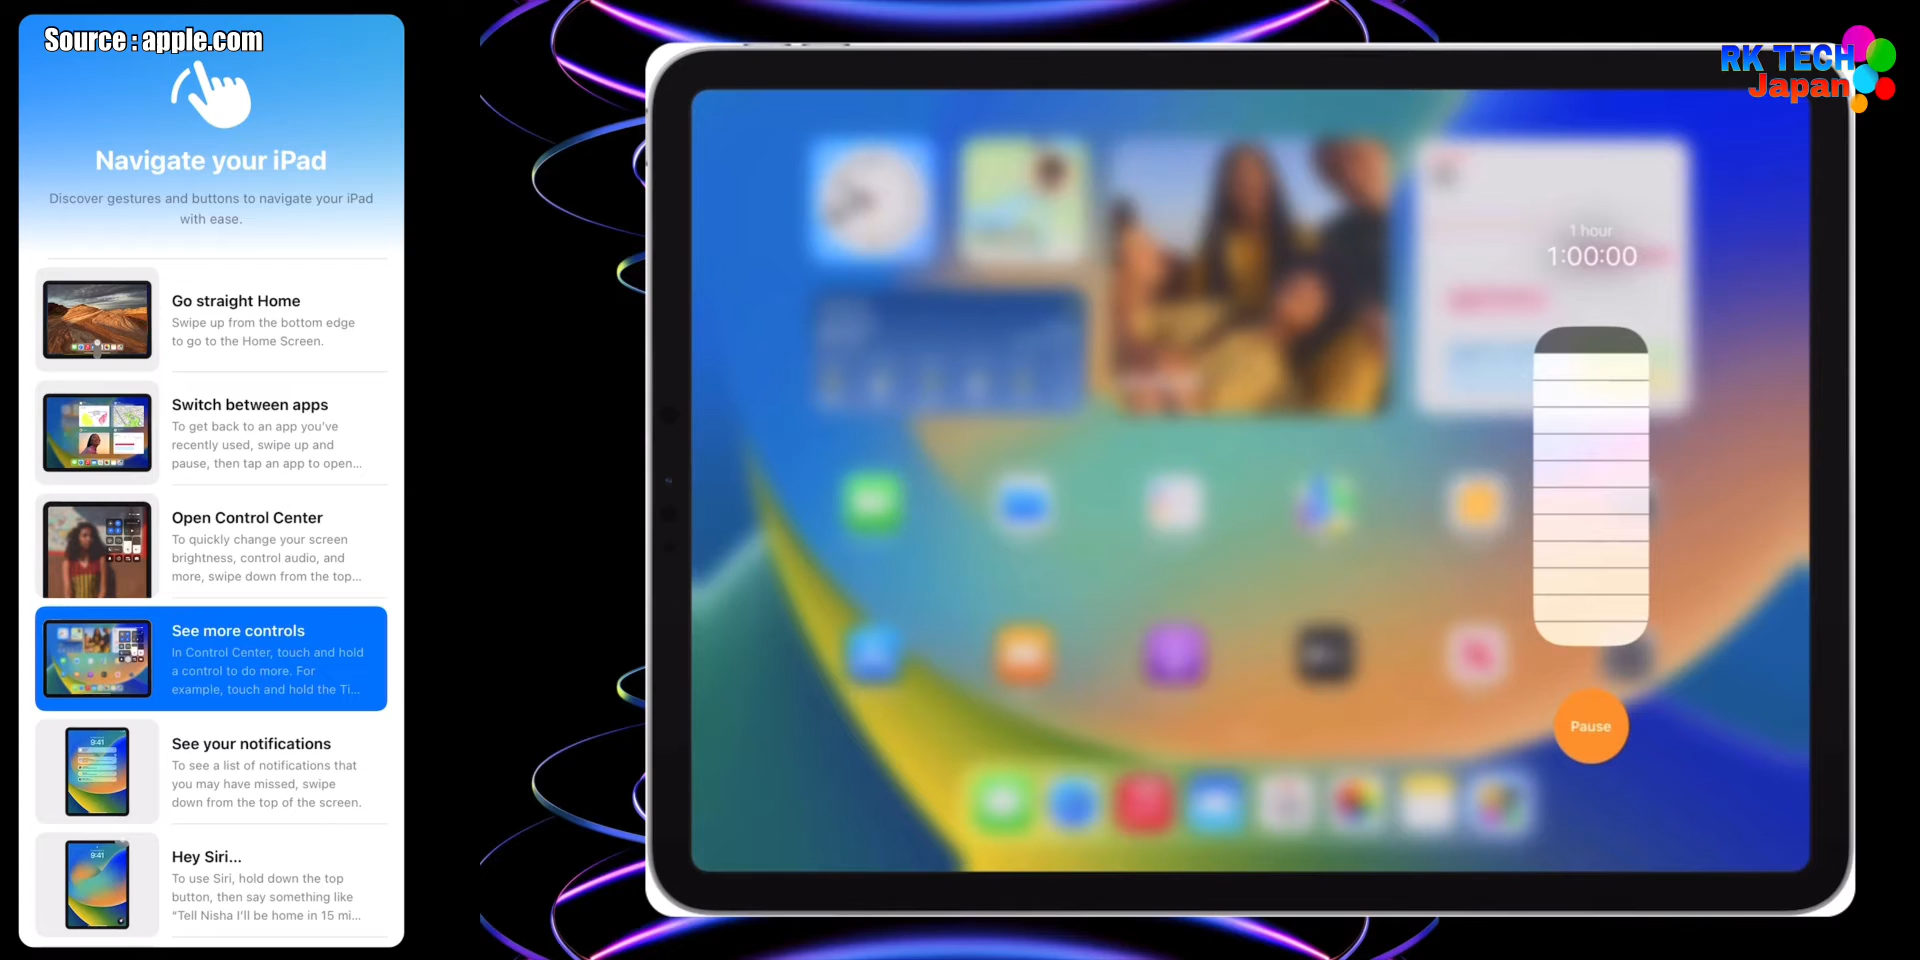 Source : apple.com
Navigate your iPad
Discover gestures and buttons to navigate your iPad
with ease.
Go straight Home
Swipe up from the bottom edge
to go to the Home Screen.
Switch between apps
To get back to an app you've
recently used, swipe up and
pause, then tap an app to open...
Open Control Center
To quickly change your screen
brightness, control audio, and
more, swipe down from the top...
See more controls
In Control Center, touch and hold
a control to do more. For
example, touch and hold the Ti...
See your notifications
To see a list of notifications that
you may have missed, swipe
down from the top of the screen.
Hey Siri...
To use Siri, hold down the top
button, then say something like
"Tell Nisha I'll be home in 15 mi...
9:41
9:41
1 hour
1:00:00
Pause
RK TECH
Japan